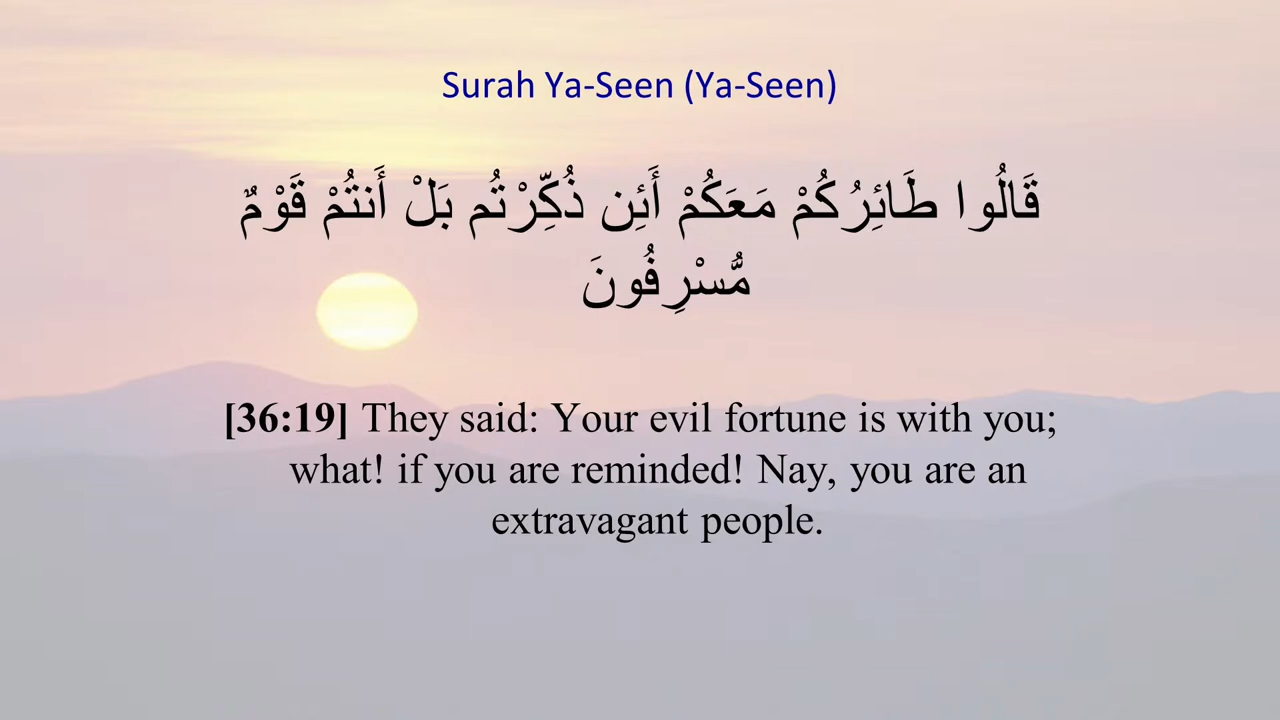 Surah Ya-Seen (Ya-Seen)
قَالُوا طَائِرُكُمْ مَعَكُمْ أَئِن ذُكِّرْتُم بَلْ أَنتُمْ قَوْمٌ
مُّسْرِفُونَ
[36:19] They said: Your evil fortune is with you;
what! if you are reminded! Nay, you are an
extravagant people.